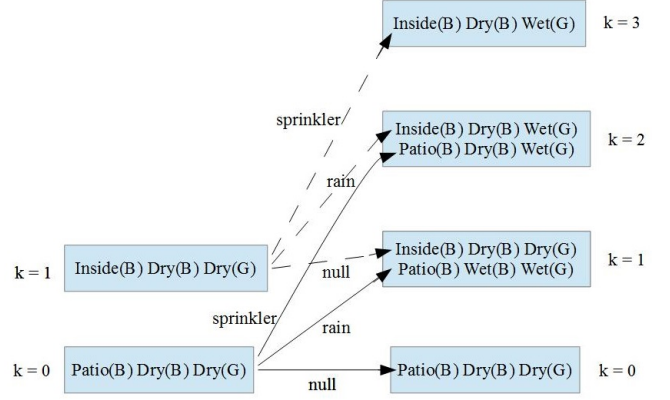 Inside(B) Dry(B) Wet(G) k = 3
sprinkler
Inside(B) Dry(B) Wet(G)
Patio(B) Dry(B) Wet(G) k = 2
rain
k = 1 Inside(B) Dry(B) Dry(G)
Inside(B) Dry(B) Dry(G)
Patio(B) Wet(B) Wet(G) k = 1
null
sprinkler
rain
k = 0 Patio(B) Dry(B) Dry(G)
Patio(B) Dry(B) Dry(G) k = 0
null